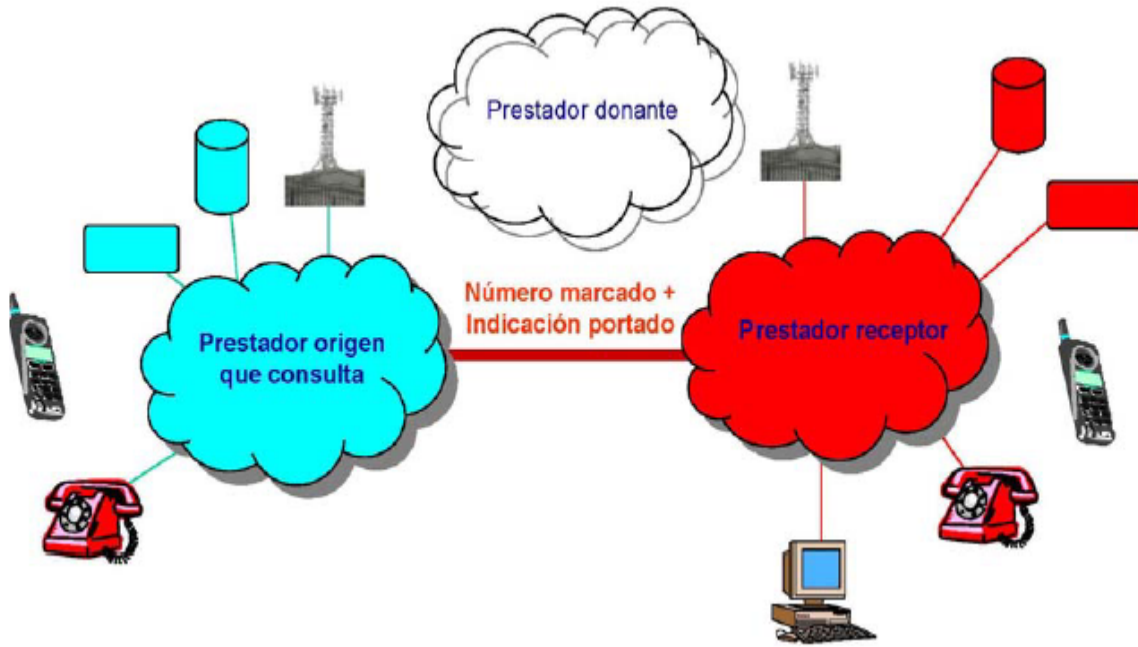 Prestador donante
Número marcado +
Indicación portado
Prestador origen
que consulta
Prestador receptor